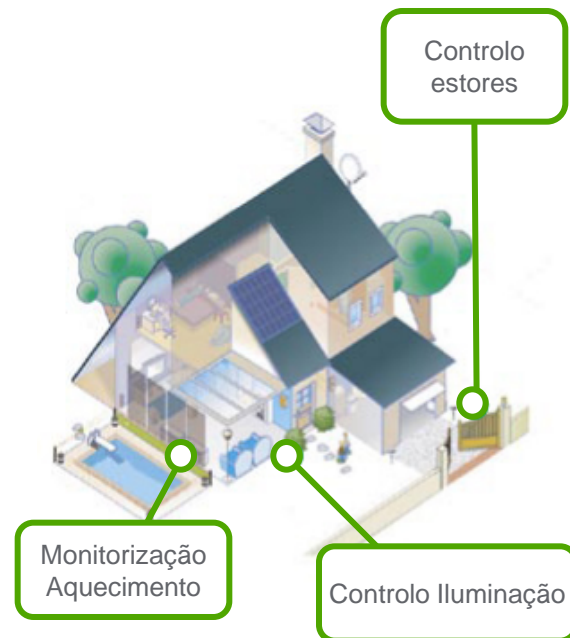 Controlo
estores
Monitorização
Aquecimento
Controlo Iluminação